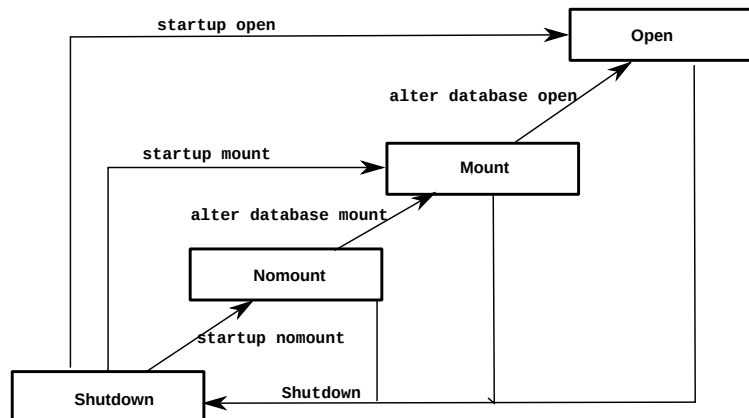 startup open
Open
alter database open
startup mount
Mount
alter database mount
Nomount
startup nomount
Shutdown
Shutdown